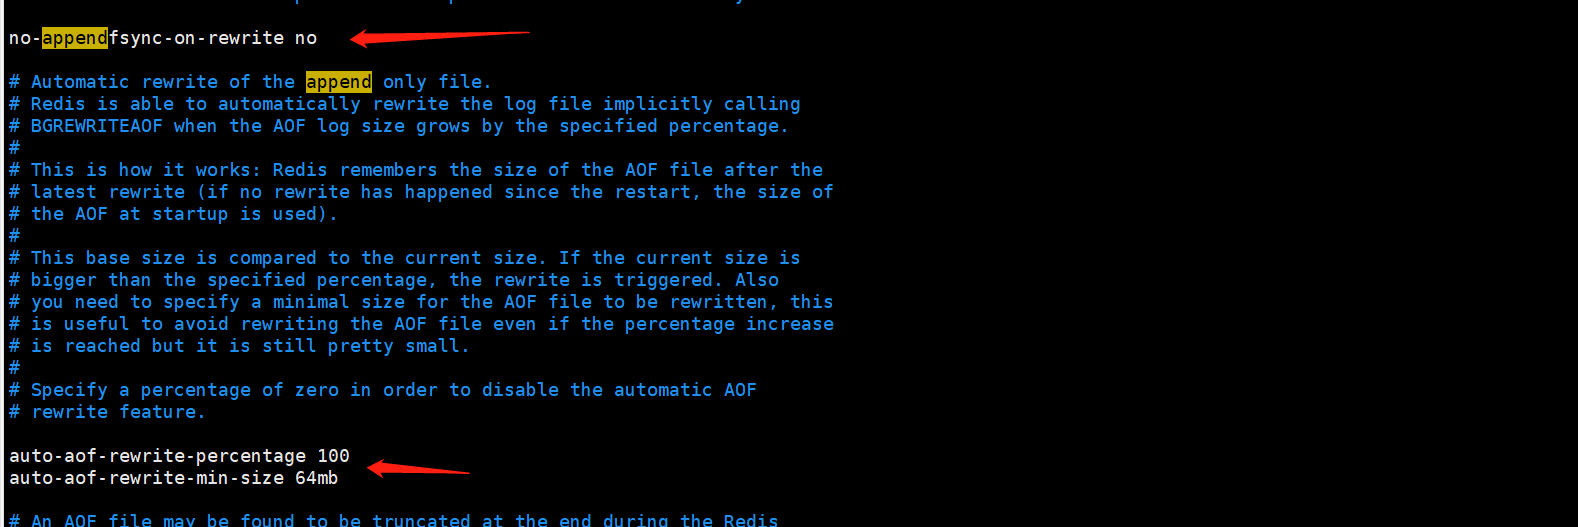 no-appendfsync-on-rewrite no
# Automatic rewrite of the append only file.
# Redis is able to automatically rewrite the log file implicitly calling
# BGREWRITEAOF when the AOF log size grows by the specified percentage.
#
# This is how it works: Redis remembers the size of the AOF file after the
# latest rewrite (if no rewrite has happened since the restart, the size of
# the AOF at startup is used).
#
# This base size is compared to the current size. If the current size is
# bigger than the specified percentage, the rewrite is triggered. Also
# you need to specify a minimal size for the AOF file to be rewritten, this
# is useful to avoid rewriting the AOF file even if the percentage increase
# is reached but it is still pretty small.
#
# Specify a percentage of zero in order to disable the automatic AOF
# rewrite feature.
auto-aof-rewrite-percentage 100
auto-aof-rewrite-min-size 64mb
# An AOF file may be found to be truncated at the end during the Redis